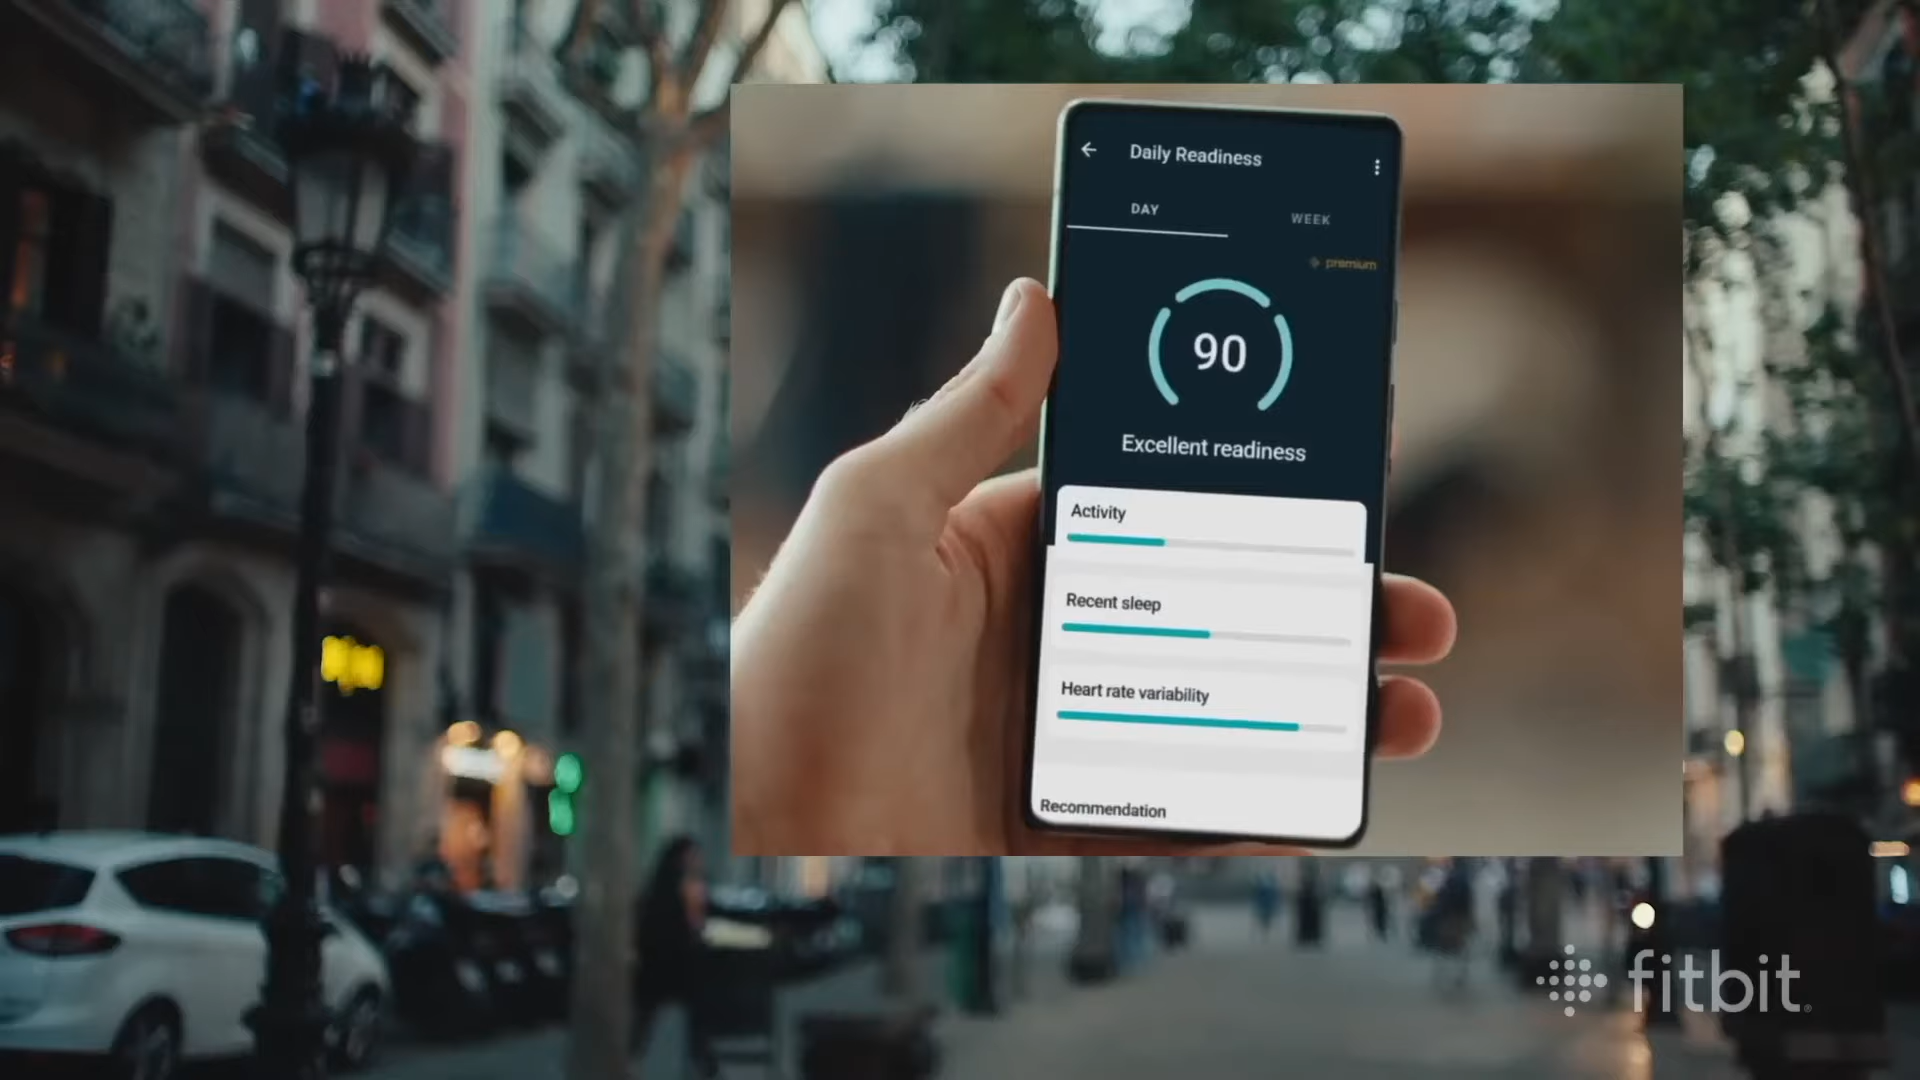 Daily Readiness
DAY
WEEK
premium
90
Excellent readiness
Activity
Recent sleep
Heart rate variability
Recommendation
fitbit